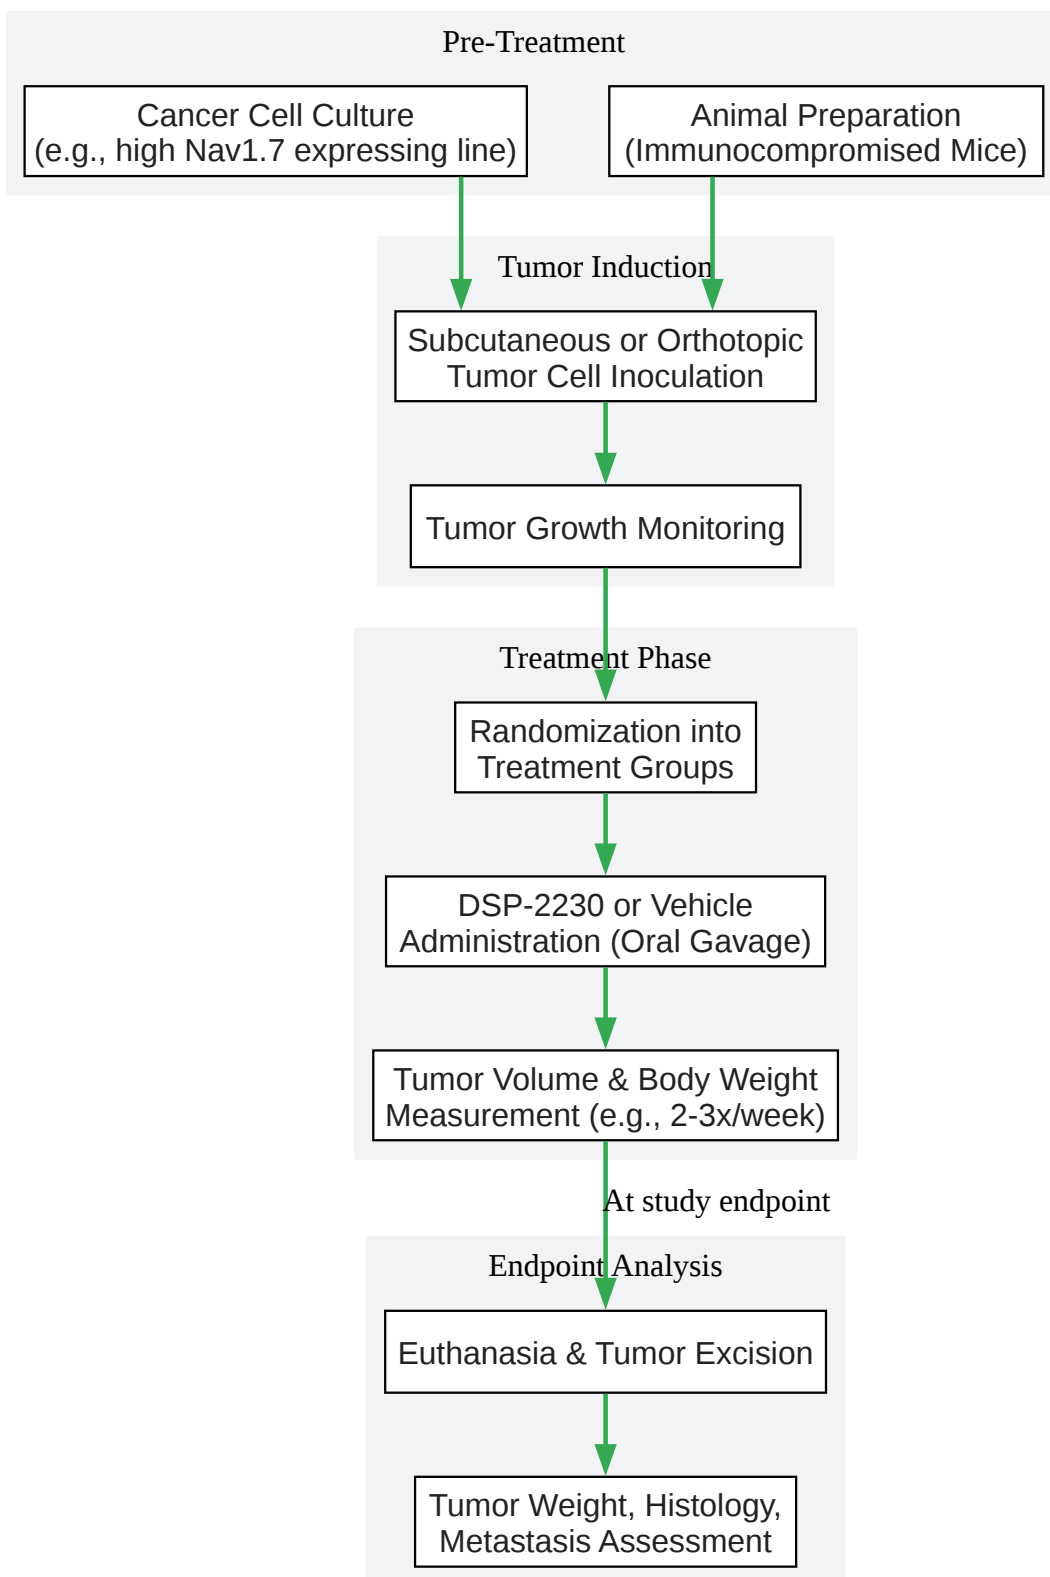 Pre-Treatment
Cancer Cell Culture
(e.g., high Nav1.7 expressing line)
Animal Preparation
(Immunocompromised Mice)
Tumor Induction
Subcutaneous or Orthotopic
Tumor Cell Inoculation
Tumor Growth Monitoring
Treatment Phase
Randomization into
Treatment Groups
DSP-2230 or Vehicle
Administration (Oral Gavage)
Tumor Volume & Body Weight
Measurement (e.g., 2-3x/week)
At study endpoint
Endpoint Analysis
Euthanasia & Tumor Excision
Tumor Weight, Histology,
Metastasis Assessment